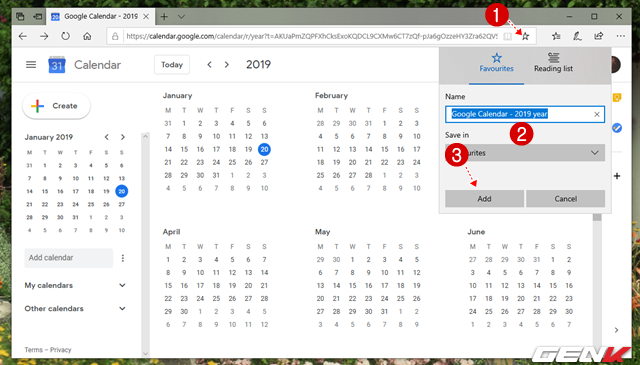 Google Calendar - 2019
1
https://calendar.google.com/calendar/r/year?t=AKUaPmZQPFXhCksExoKQDCL9CXMw6CT7zQf-pJa6gOzzeHY3Zra62QVS
31 Calendar Today 2019
Favourites Reading list
Create
Name
Google Calendar - 2019 year
2
Save in
3
urites
Add Cancel
January 2019
M T W T F S S
31 1 2 3 4 5 6
7 8 9 10 11 12 13
14 15 16 17 18 19 20
21 22 23 24 25 26 27
28 29 30 31 1 2 3
4 5 6 7 8 9 10
Add calendar
My calendars
Other calendars
Terms – Privacy
January
M T W T F S S
31 1 2 3 4 5 6
7 8 9 10 11 12 13
14 15 16 17 18 19 20
21 22 23 24 25 26 27
28 29 30 31 1 2 3
4 5 6 7 8 9 10
February
M T W T F S S
28 29 30 31 1 2 3
4 5 6 7 8 9 10
11 12 13 14 15 16 17
18 19 20 21 22 23 24
25 26 27 28 1 2 3
4 5 6 7 8 9 10
April
M T W T F S S
1 2 3 4 5 6 7
8 9 10 11 12 13 14
15 16 17 18 19 20 21
22 23 24 25 26 27 28
29 30 1 2 3 4 5
6 7 8 9 10 11 12
May
M T W T F S S
29 30 1 2 3 4 5
6 7 8 9 10 11 12
13 14 15 16 17 18 19
20 21 22 23 24 25 26
27 28 29 30 31 1 2
3 4 5 6 7 8 9
June
M T W T F S S
27 28 29 30 31 1 2
3 4 5 6 7 8 9
10 11 12 13 14 15 16
17 18 19 20 21 22 23
24 25 26 27 28 29 30
GENK